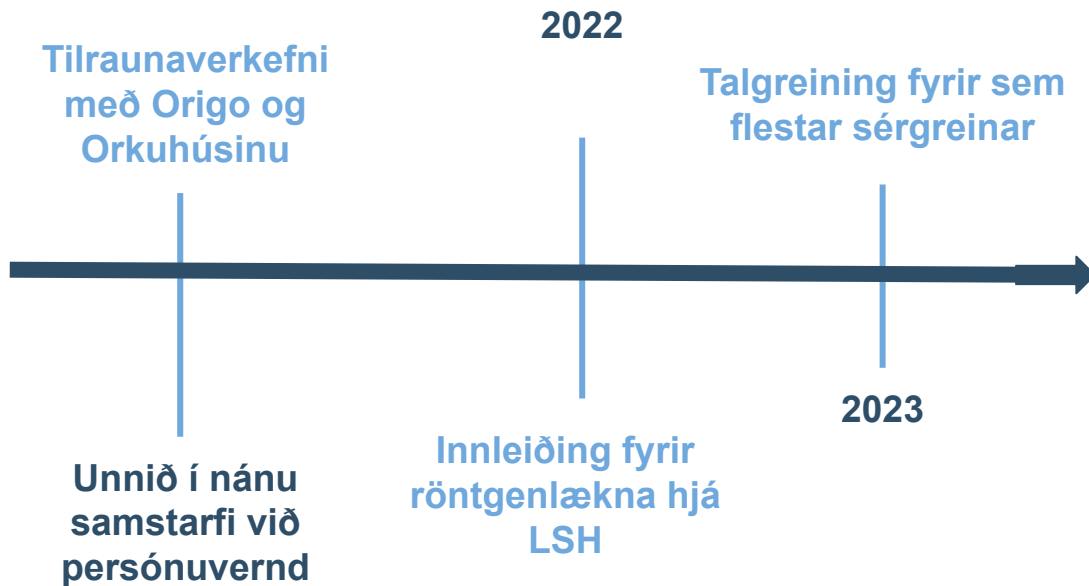 Tilraunaverkefni
með Origo og
Orkuhúsinu
Unnið í nánu
samstarfi við
persónuvernd
2022
Innleiðing fyrir
röntgenlækna hjá
LSH
Talgreining fyrir sem
flestar sérgreinar
2023